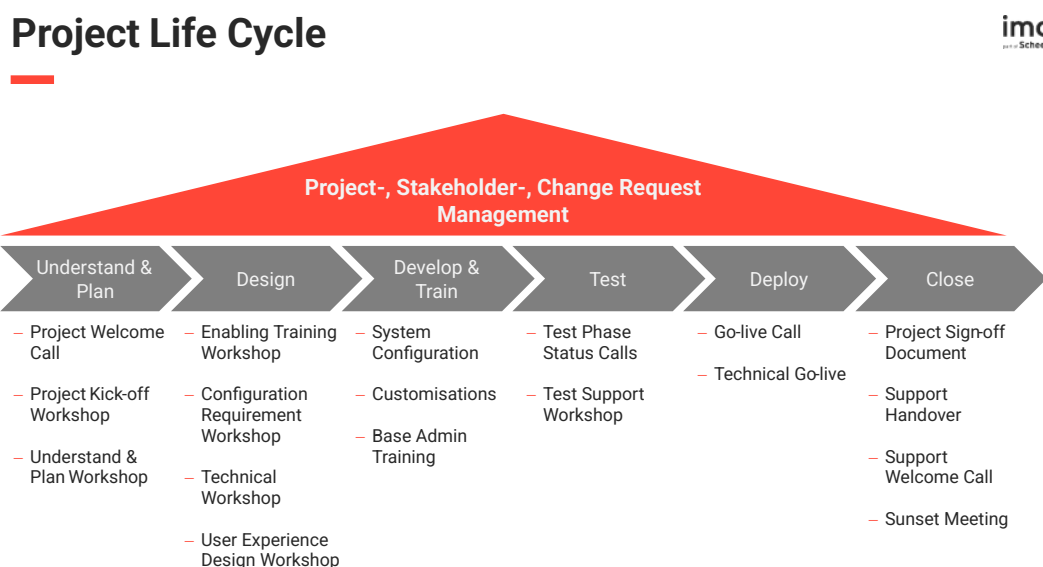 Project Life Cycle
part of Schee
Project-, Stakeholder-, Change Request
Management
Understand &
Plan
Design
Develop &
Train
Test
Deploy
Close
– Project Welcome
Call
– Project Kick-off
Workshop
– Understand &
Plan Workshop
– Enabling Training
Workshop
– Configuration
Requirement
Workshop
– Technical
Workshop
– User Experience
Design Workshop
– System
Configuration
– Customisations
– Base Admin
Training
– Test Phase
Status Calls
– Test Support
Workshop
– Go-live Call
– Technical Go-live
– Project Sign-off
Document
– Support
Handover
– Support
Welcome Call
– Sunset Meeting